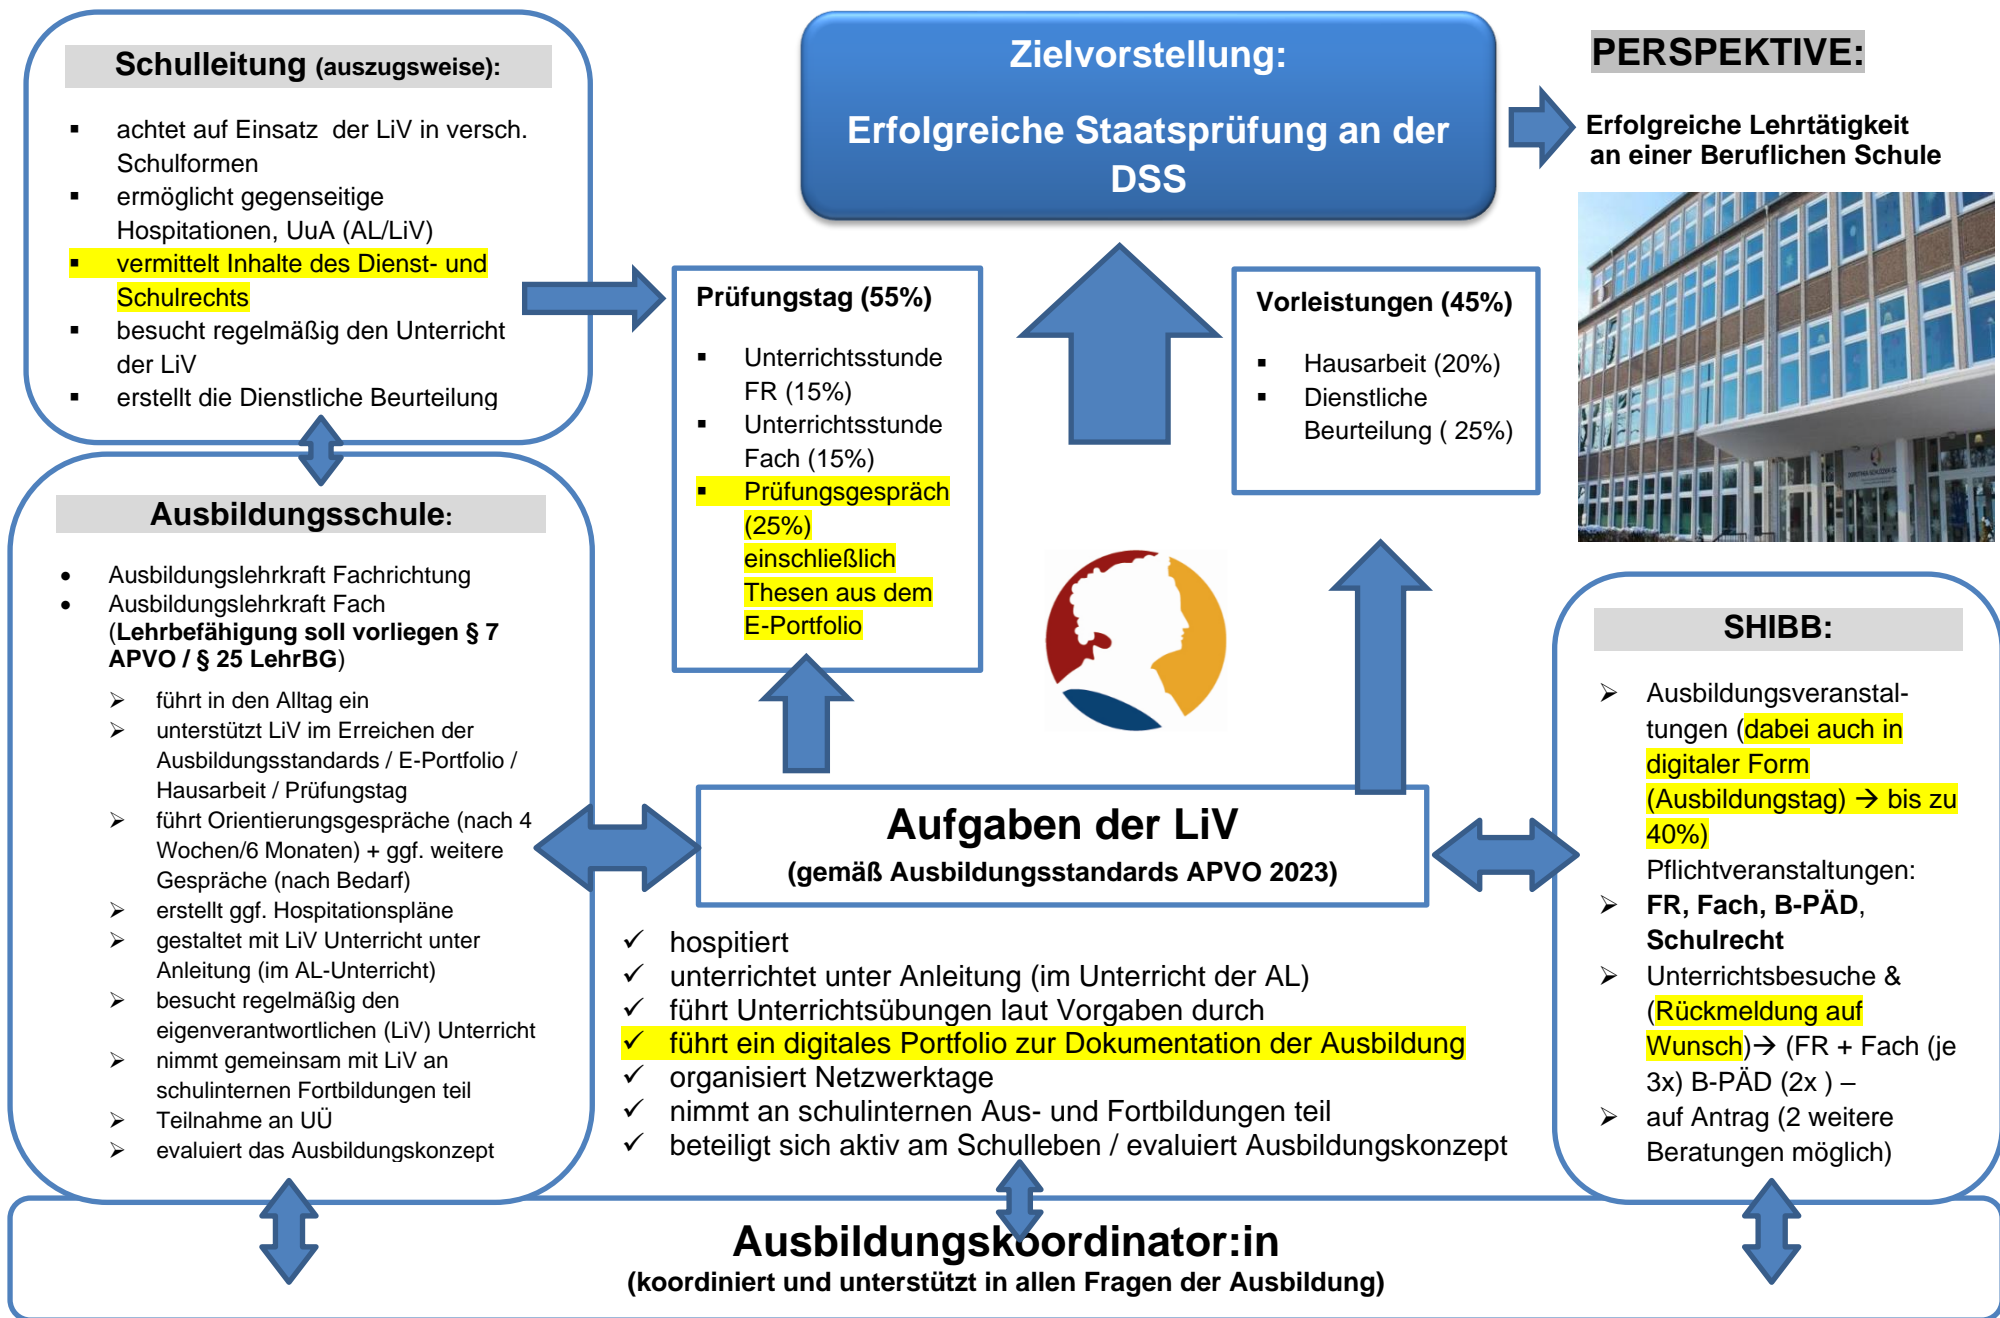 Schulleitung (auszugsweise):
▪ achtet auf Einsatz der LiV in versch.
Schulformen
▪ ermöglicht gegenseitige
Hospitationen, UuA (AL/LiV)
▪ vermittelt Inhalte des Dienst- und
Schulrechts
▪ besucht regelmäßig den Unterricht
der LiV
▪ erstellt die Dienstliche Beurteilung
Zielvorstellung:
Erfolgreiche Staatsprüfung an der
DSS
PERSPEKTIVE:
Erfolgreiche Lehrtätigkeit
an einer Beruflichen Schule
Prüfungstag (55%)
▪ Unterrichtsstunde
FR (15%)
▪ Unterrichtsstunde
Fach (15%)
▪ Prüfungsgespräch
(25%)
einschließlich
Thesen aus dem
E-Portfolio
Vorleistungen (45%)
▪ Hausarbeit (20%)
▪ Dienstliche
Beurteilung ( 25%)
Ausbildungsschule:
• Ausbildungslehrkraft Fachrichtung
• Ausbildungslehrkraft Fach
(Lehrbefähigung soll vorliegen § 7
APVO / § 25 LehrBG)
➢ führt in den Alltag ein
➢ unterstützt LiV im Erreichen der
Ausbildungsstandards / E-Portfolio /
Hausarbeit / Prüfungstag
➢ führt Orientierungsgespräche (nach 4
Wochen/6 Monaten) + ggf. weitere
Gespräche (nach Bedarf)
➢ erstellt ggf. Hospitationspläne
➢ gestaltet mit LiV Unterricht unter
Anleitung (im AL-Unterricht)
➢ besucht regelmäßig den
eigenverantwortlichen (LiV) Unterricht
➢ nimmt gemeinsam mit LiV an
schulinternen Fortbildungen teil
➢ Teilnahme an UÜ
➢ evaluiert das Ausbildungskonzept
Aufgaben der LiV
(gemäß Ausbildungsstandards APVO 2023)
✓ hospitiert
✓ unterrichtet unter Anleitung (im Unterricht der AL)
✓ führt Unterrichtsübungen laut Vorgaben durch
✓ führt ein digitales Portfolio zur Dokumentation der Ausbildung
✓ organisiert Netzwerktage
✓ nimmt an schulinternen Aus- und Fortbildungen teil
✓ beteiligt sich aktiv am Schulleben / evaluiert Ausbildungskonzept
SHIBB:
➢ Ausbildungsveranstal-
tungen (dabei auch in
digitaler Form
(Ausbildungstag) → bis zu
40%)
Pflichtveranstaltungen:
➢ FR, Fach, B-PÄD,
Schulrecht
➢ Unterrichtsbesuche &
(Rückmeldung auf
Wunsch)→ (FR + Fach (je
3x) B-PÄD (2x ) –
➢ auf Antrag (2 weitere
Beratungen möglich)
Ausbildungskoordinator:in
(koordiniert und unterstützt in allen Fragen der Ausbildung)